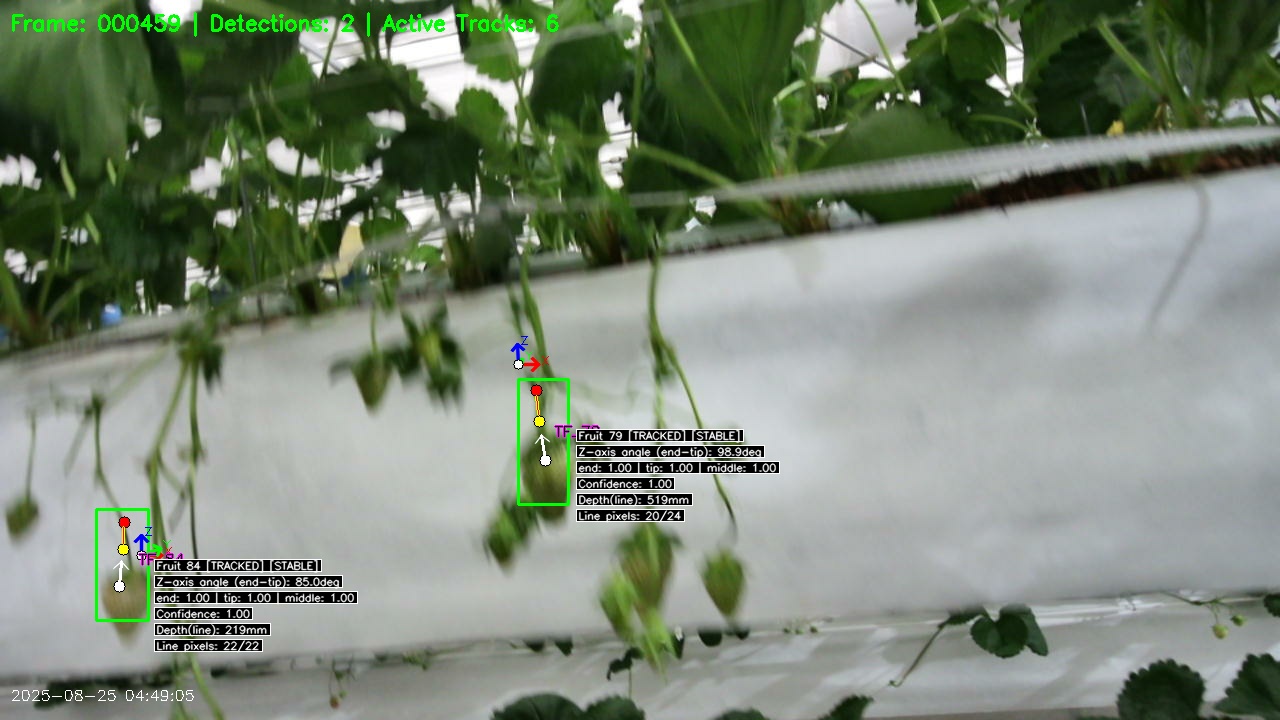 Frame: 000459 | Detections: 2 | Active Tracks: 6
Z
Fruit 79 [TRACKED] [STABLE]
Z-axis angle (end-tip): 98.9deg
end: 1.00 | tip: 1.00 | middle: 1.00
Confidence: 1.00
Depth(line): 519mm
Line pixels: 20/24
Z
Fruit 84 [TRACKED] [STABLE]
Z-axis angle (end-tip): 85.0deg
end: 1.00 | tip: 1.00 | middle: 1.00
Confidence: 1.00
Depth(line): 219mm
Line pixels: 22/22
2025-08-25 04:49:05